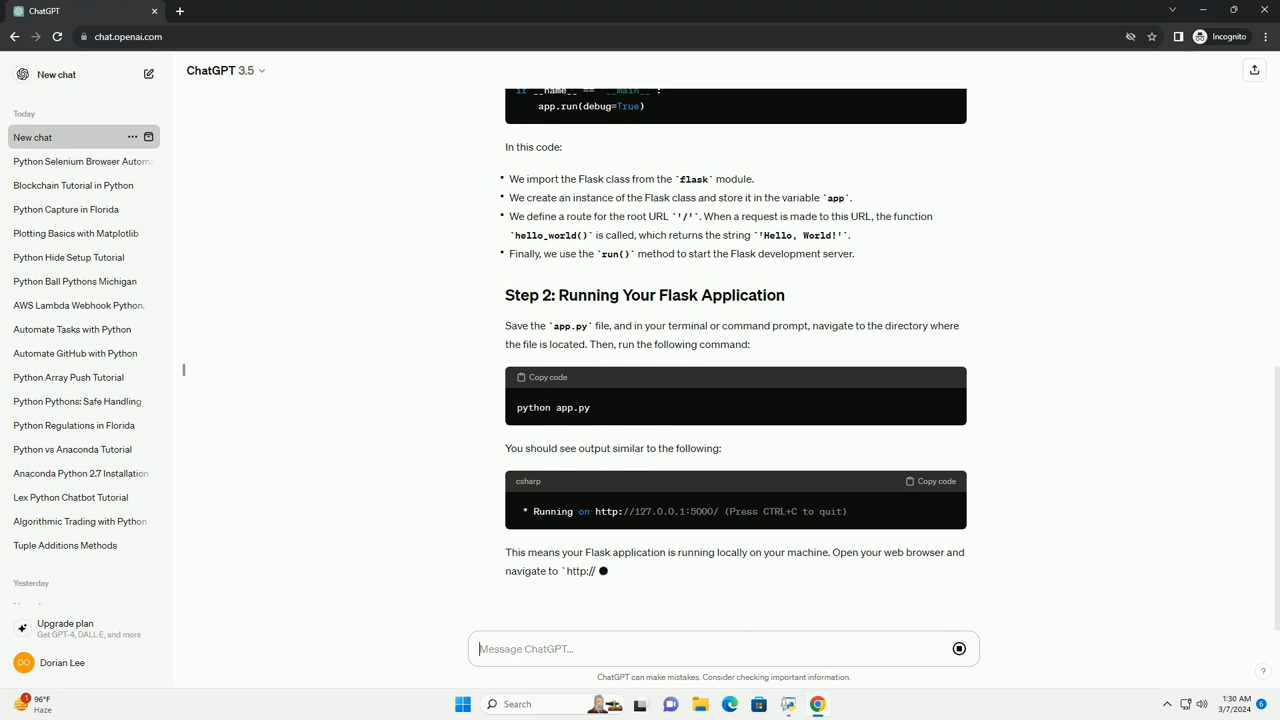 ChatGPT
chat.openai.com
Incognito
New chat
ChatGPT 3.5
Today
New chat
Python Selenium Browser Automa
Blockchain Tutorial in Python
Python Capture in Florida
Plotting Basics with Matplotlib
Python Hide Setup Tutorial
Python Ball Pythons Michigan
AWS Lambda Webhook Python.
Automate Tasks with Python
Automate GitHub with Python
Python Array Push Tutorial
Python Pythons: Safe Handling
Python Regulations in Florida
Python vs Anaconda Tutorial
Anaconda Python 2.7 Installation
Lex Python Chatbot Tutorial
Algorithmic Trading with Python
Tuple Additions Methods
Yesterday
Upgrade plan
Get GPT-4, DALL·E, and more
DO
Dorian Lee
if __name__ == '__main__':
app.run(debug=True)
In this code:
• We import the Flask class from the `flask` module.
• We create an instance of the Flask class and store it in the variable `app`.
• We define a route for the root URL `'/'`. When a request is made to this URL, the function
`hello_world()` is called, which returns the string `'Hello, World!'`.
• Finally, we use the `run()` method to start the Flask development server.
Step 2: Running Your Flask Application
Save the `app.py` file, and in your terminal or command prompt, navigate to the directory where
the file is located. Then, run the following command:
Copy code
python app.py
You should see output similar to the following:
csharp
Copy code
* Running on http://127.0.0.1:5000/ (Press CTRL+C to quit)
This means your Flask application is running locally on your machine. Open your web browser and
navigate to `http://
Message ChatGPT...
ChatGPT can make mistakes. Consider checking important information.
?
1
96°F
Haze
Search
1:30 AM
3/7/2024
6